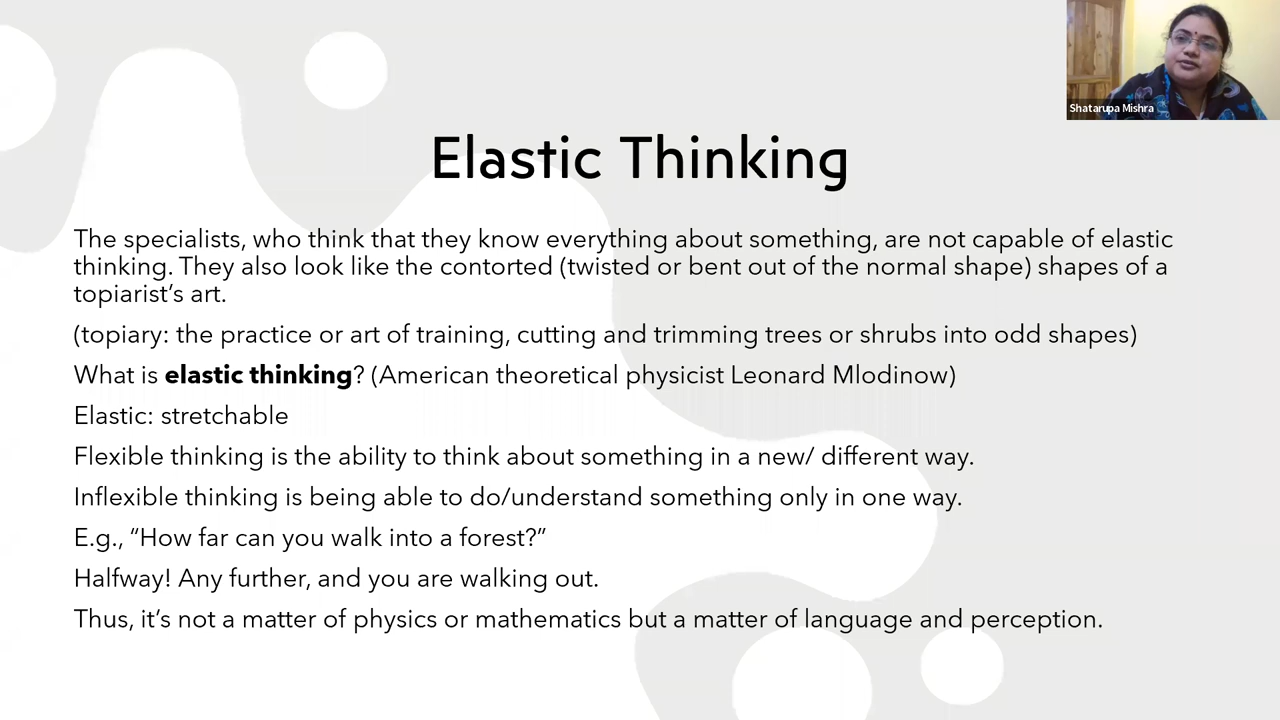 Shatarupa Mishra
Elastic Thinking
The specialists, who think that they know everything about something, are not capable of elastic
thinking. They also look like the contorted (twisted or bent out of the normal shape) shapes of a
topiarist’s art.
(topiary: the practice or art of training, cutting and trimming trees or shrubs into odd shapes)
What is elastic thinking? (American theoretical physicist Leonard Mlodinow)
Elastic: stretchable
Flexible thinking is the ability to think about something in a new/ different way.
Inflexible thinking is being able to do/understand something only in one way.
E.g., “How far can you walk into a forest?”
Halfway! Any further, and you are walking out.
Thus, it’s not a matter of physics or mathematics but a matter of language and perception.